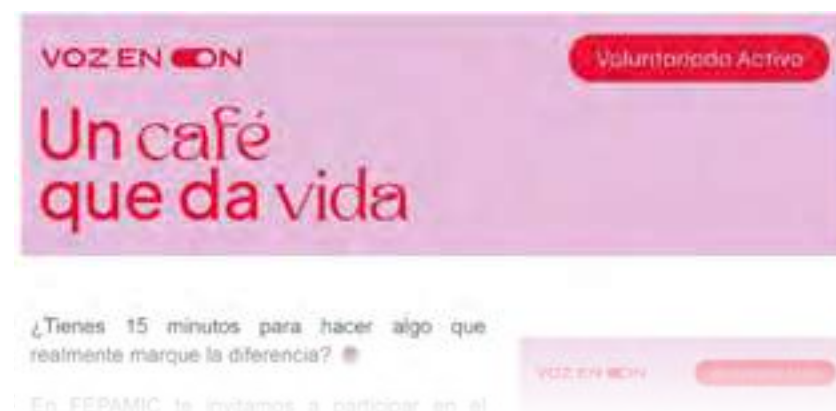 VOZ EN ON
Voluntariado Activo
Un café
que da vida
¿Tienes 15 minutos para hacer algo que
realmente marque la diferencia?
En FEPAMIC te invitamos a participar en el
VOZ EN ON